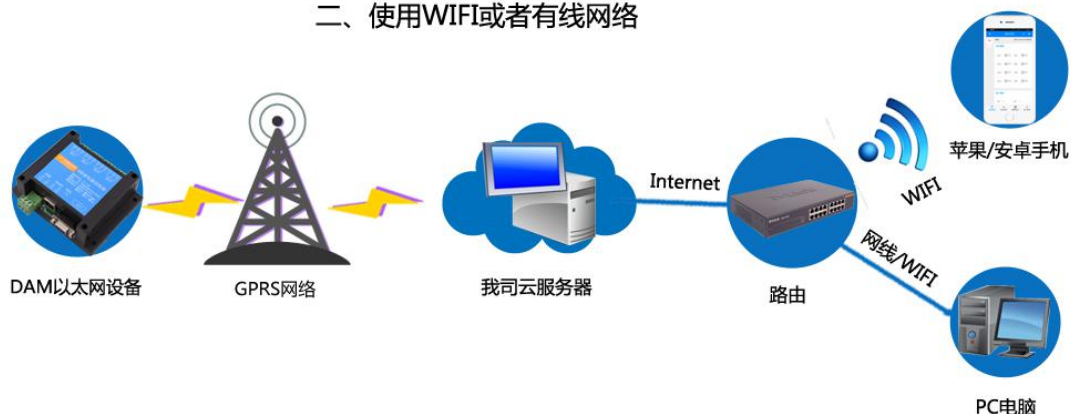 二、使用WIFI或者有线网络
苹果/安卓手机
Internet
WIFI
网线/WIFI
DAM以太网设备
GPRS网络
我司云服务器
路由
PC电脑